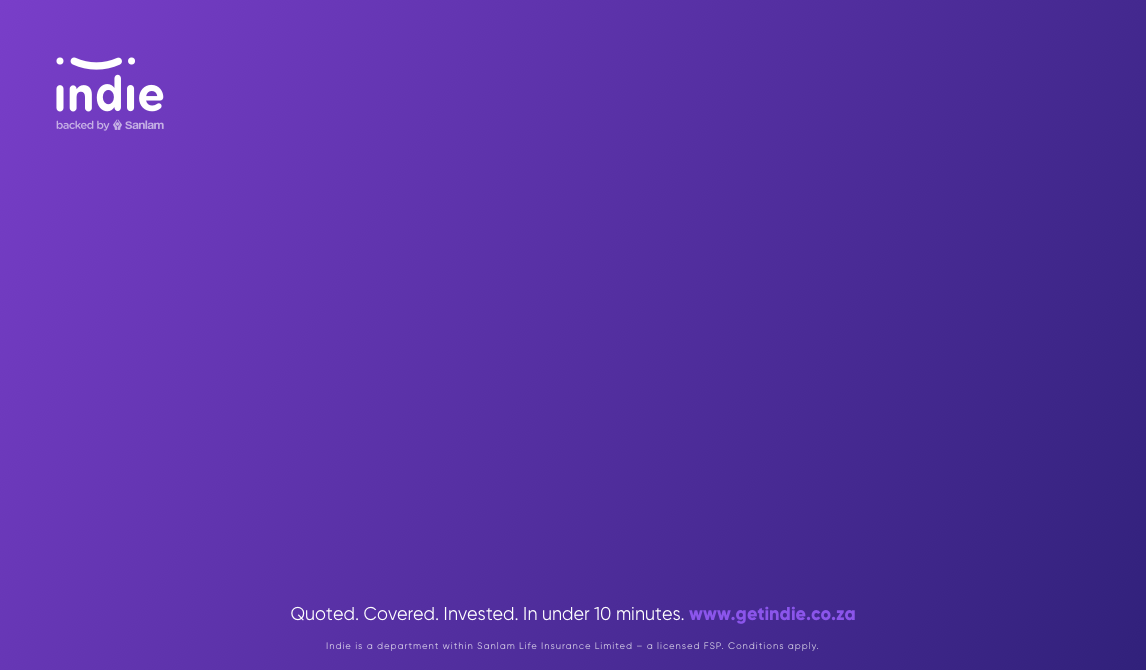 indie
backed by Sanlam
Quoted. Covered. Invested. In under 10 minutes. www.getindie.co.za
Indie is a department within Sanlam Life Insurance Limited – a licensed FSP. Conditions apply.